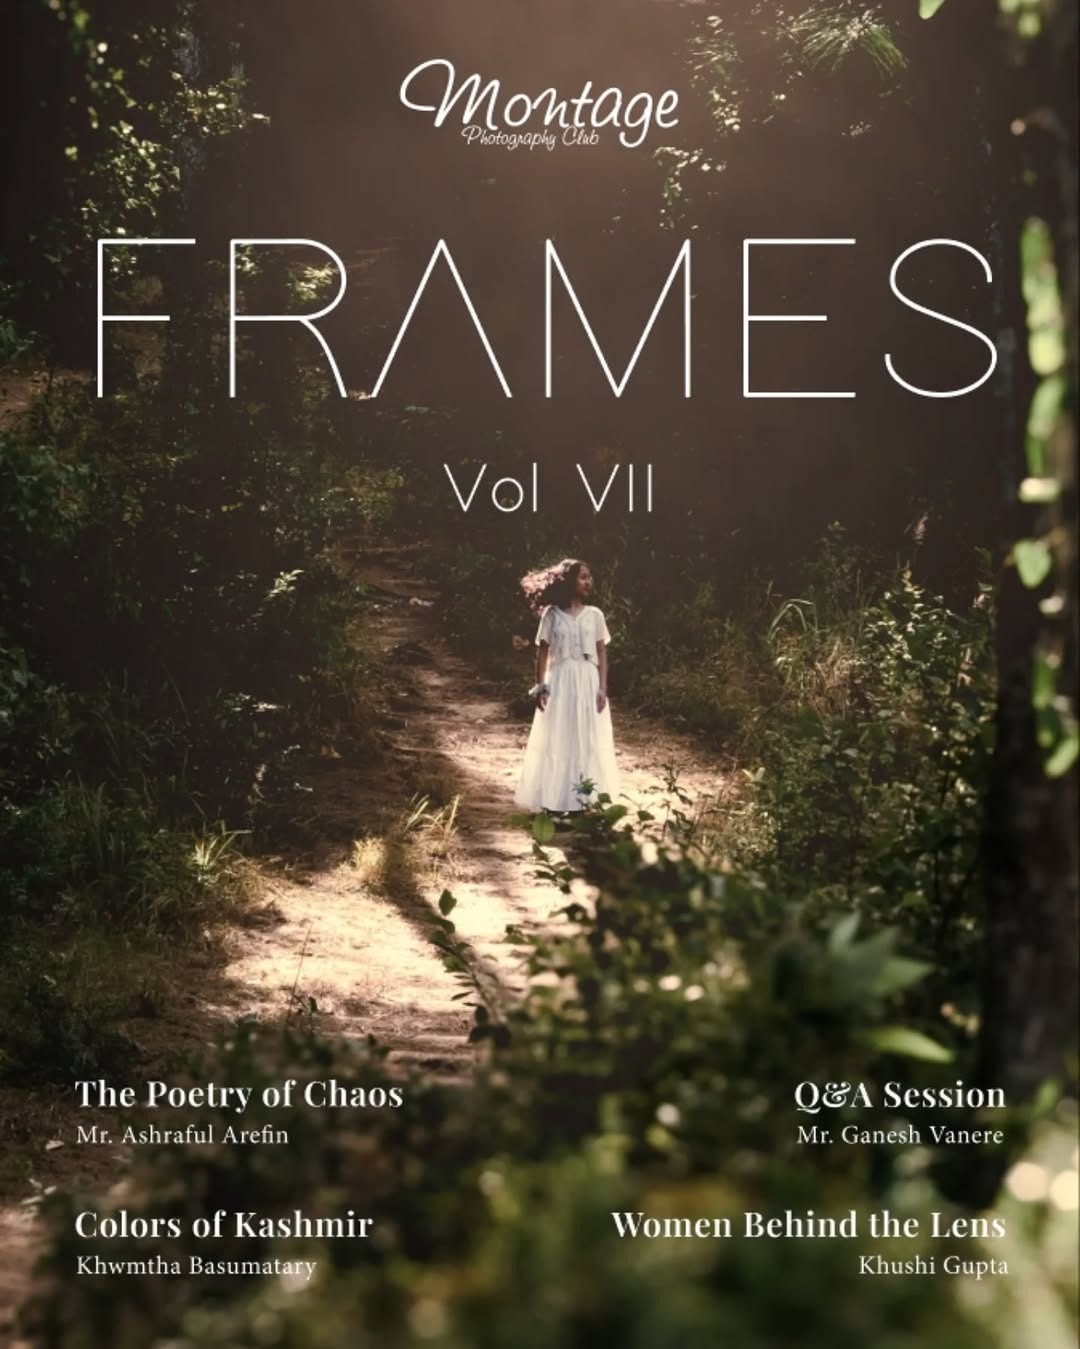 Montage
Photography Club
FRAMES
Vol VII
The Poetry of Chaos
Mr. Ashraful Arefin
Q&A Session
Mr. Ganesh Vanere
Colors of Kashmir
Khwmtha Basumatary
Women Behind the Lens
Khushi Gupta